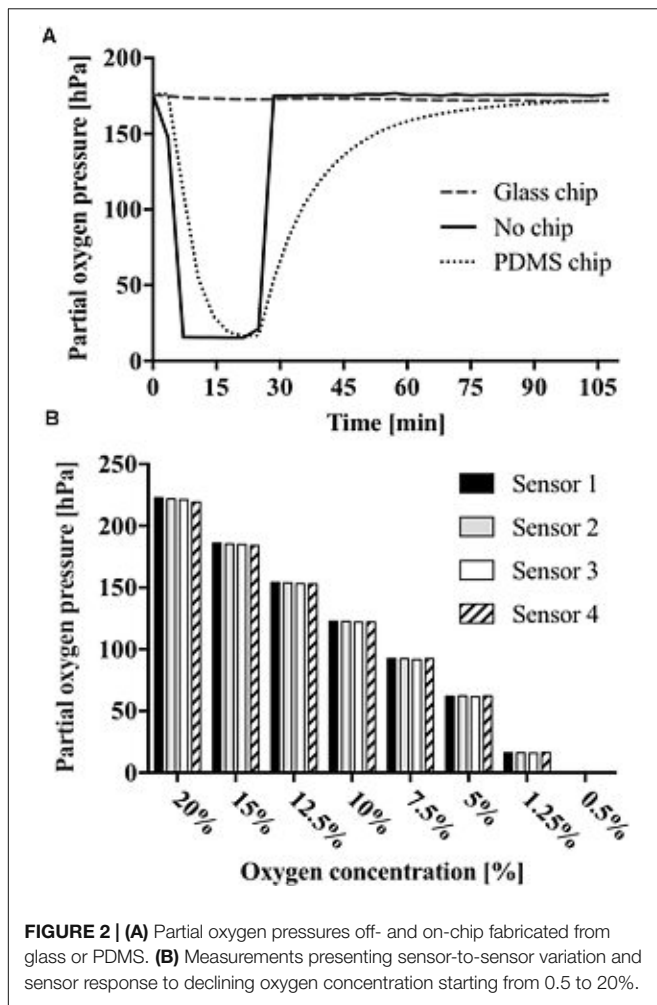 A
Partial oxygen pressure [hPa]
200
150
100
50
0
Glass chip
No chip
PDMS chip
0 15 30 45 60 75 90 105
Time [min]
B
Partial oxygen pressure [hPa]
250
200
150
100
50
0
Sensor 1
Sensor 2
Sensor 3
Sensor 4
20% 15% 12.5% 10% 7.5% 5% 1.25% 0.5%
Oxygen concentration [%]
FIGURE 2 | (A) Partial oxygen pressures off- and on-chip fabricated from
glass or PDMS. (B) Measurements presenting sensor-to-sensor variation and
sensor response to declining oxygen concentration starting from 0.5 to 20%.